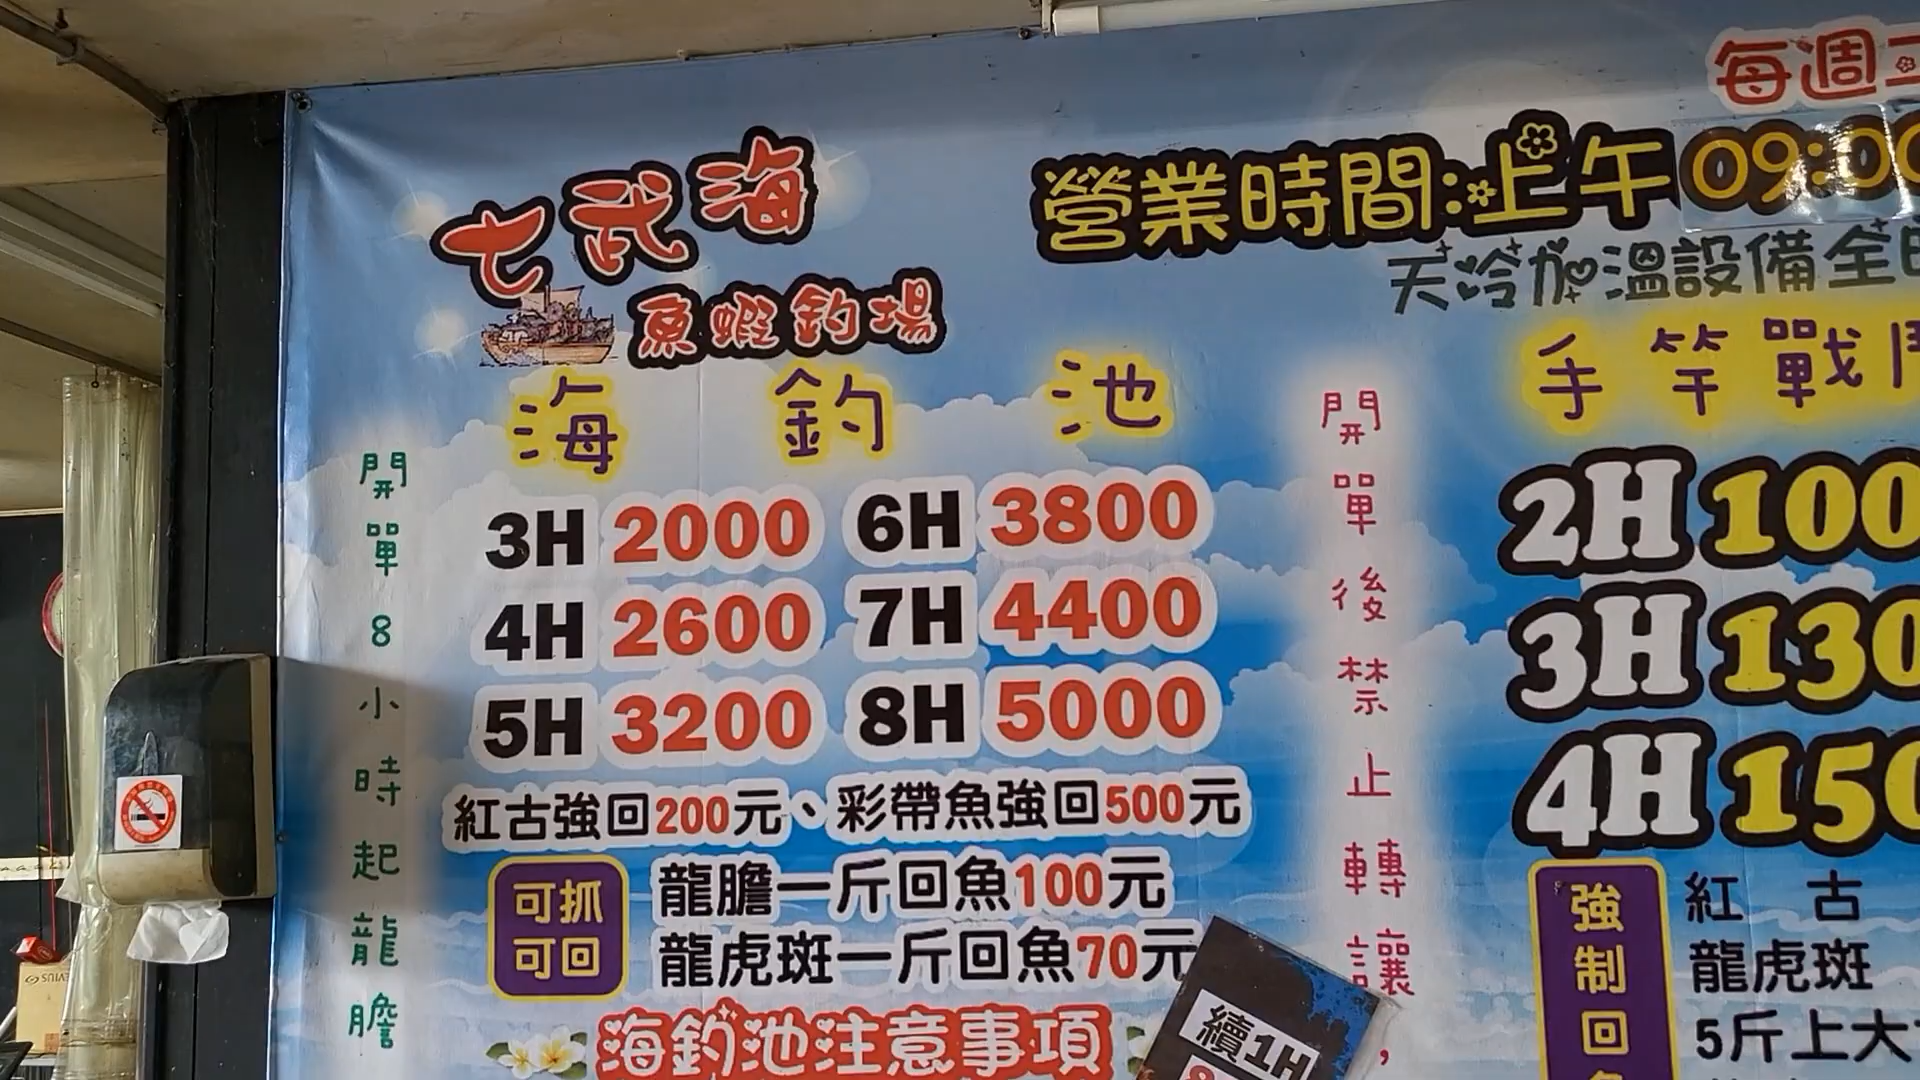 每週
七武海
營業時間:上午09:00
魚蝦釣場
天冷加溫設備全
海釣池
手竿戰鬥
開單8小時起龍膽
3H 2000 6H 3800
4H 2600 7H 4400
5H 3200 8H 5000
紅古強回200元、彩帶魚強回500元
可抓可回
龍膽一斤回魚100元
龍虎斑一斤回魚70元
海釣池注意事項
開單後禁止轉讓,
2H 100
3H 130
4H 150
強制回
紅古
龍虎斑
5斤上大
續1H